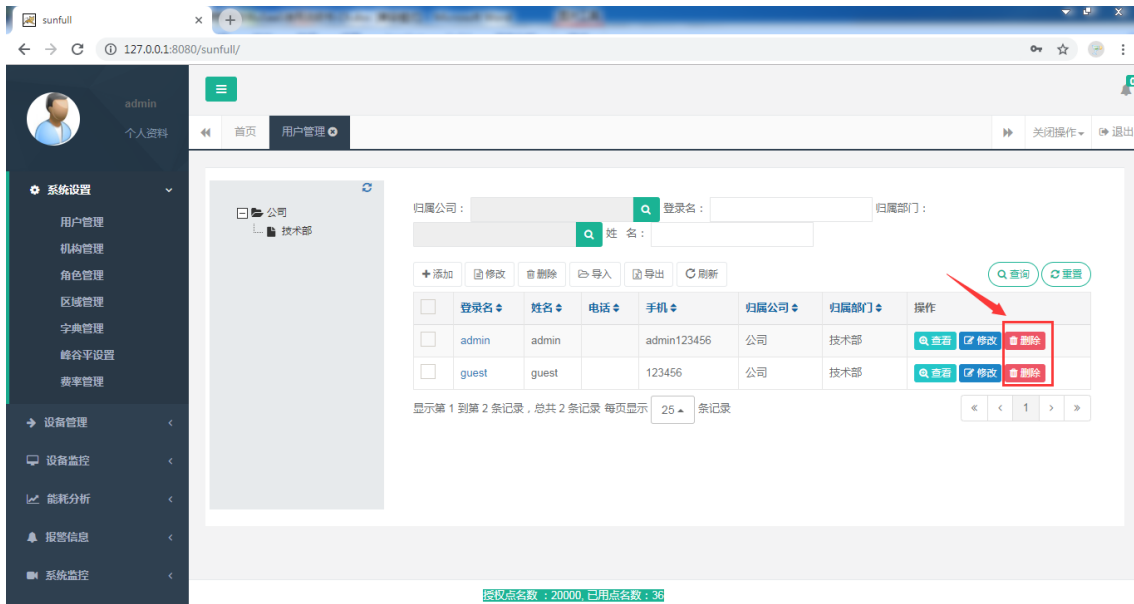 sunfull
127.0.0.1:8080/sunfull/
admin
个人资料
首页 用户管理 关闭操作 退出
系统设置
用户管理
机构管理
角色管理
区域管理
字典管理
峰谷平设置
费率管理
设备管理
设备监控
能耗分析
报警信息
系统监控
公司
技术部
归属公司： 登录名： 归属部门：
姓 名：
添加 修改 删除 导入 导出 刷新 查询 重置
登录名 姓名 电话 手机 归属公司 归属部门 操作
admin admin admin123456 公司 技术部 查看 修改 删除
guest guest 123456 公司 技术部 查看 修改 删除
显示第 1 到第 2 条记录，总共 2 条记录 每页显示 25 条记录 « ‹ 1 › »
授权点名数 ：20000, 已用点名数：36